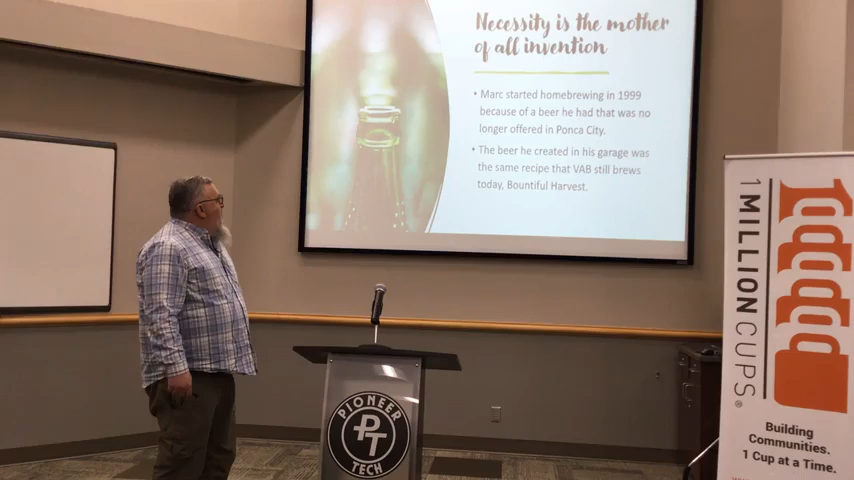 Necessity is the mother
of all invention
• Marc started homebrewing in 1999
because of a beer he had that was no
longer offered in Ponca City.
• The beer he created in his garage was
the same recipe that VAB still brews
today, Bountiful Harvest.
PIONEER
PT
TECH
1 MILLION CUPS®
Building
Communities.
1 Cup at a Time.